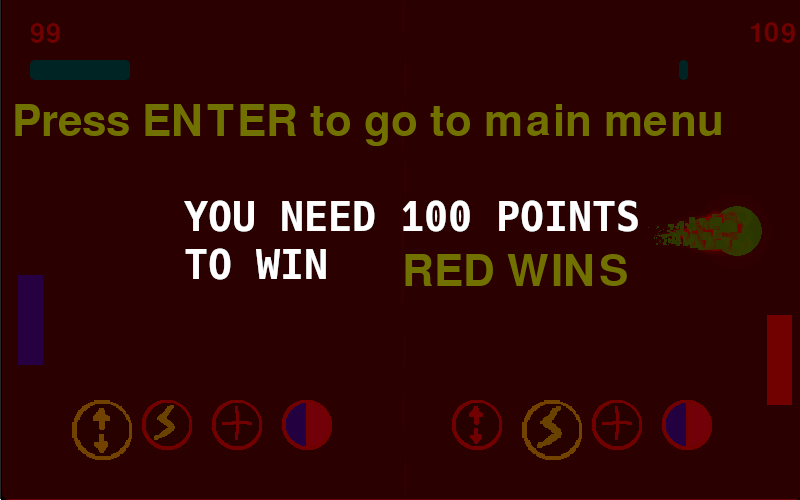 99
109
Press ENTER to go to main menu
YOU NEED 100 POINTS
TO WIN
RED WINS